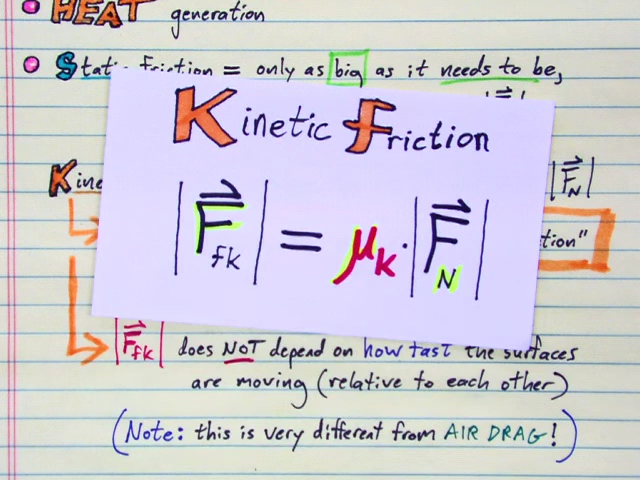 HEAT generation
Static friction = only as big as it needs to be,
Kinetic Friction
|F fk| = μk · |F N|
Kine
|F N|
tion"
|F fk| does NOT depend on how fast the surfaces
are moving (relative to each other)
(Note: this is very different from AIR DRAG!)